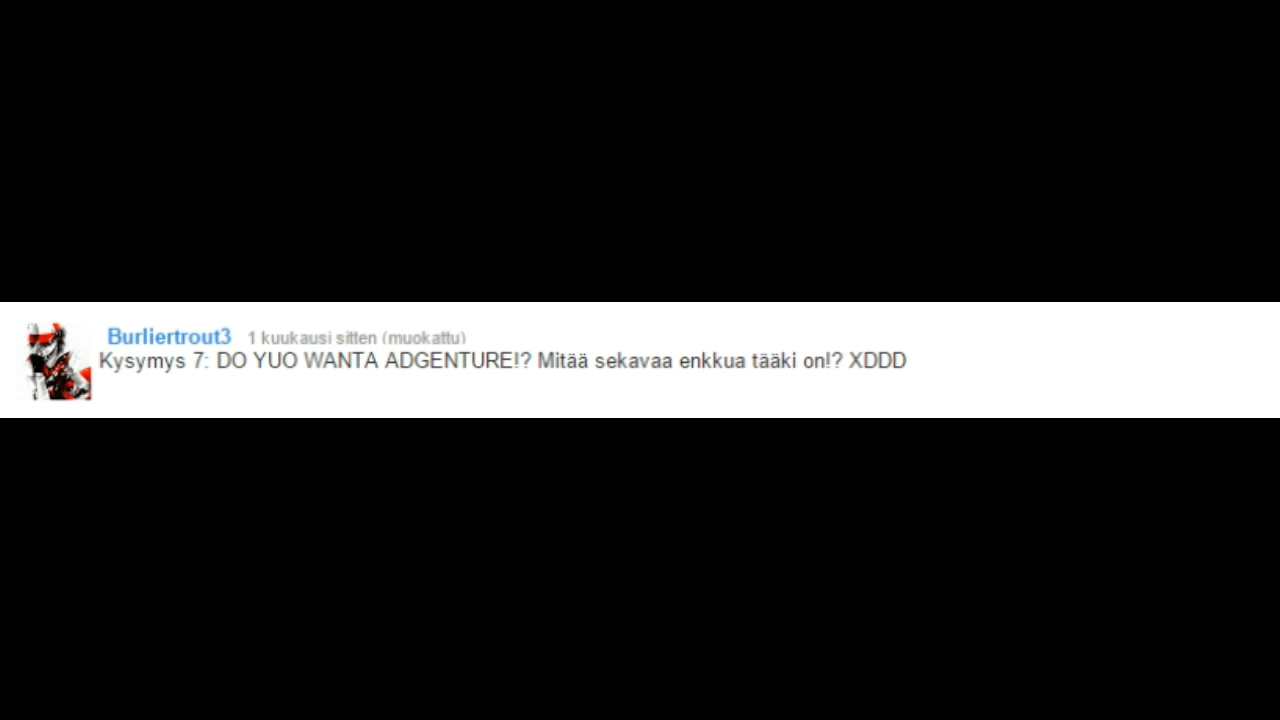 Burliertrout3 1 kuukausi sitten (muokattu)
Kysymys 7: DO YUO WANTA ADGENTURE!? Mitää sekavaa enkkua tääki on!? XDDD